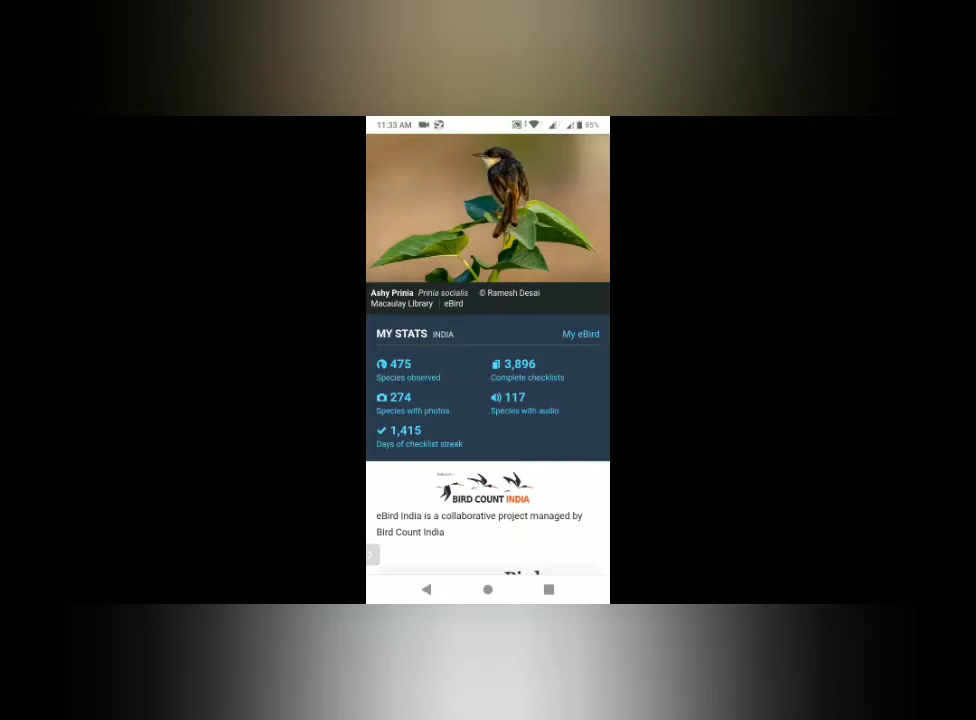 11:33 AM 85%
Ashy Prinia Prinia socialis © Ramesh Desai
Macaulay Library eBird
MY STATS INDIA My eBird
475 3,896
Species observed Complete checklists
274 117
Species with photos Species with audio
1,415
Days of checklist streak
BIRD COUNT INDIA
eBird India is a collaborative project managed by
Bird Count India